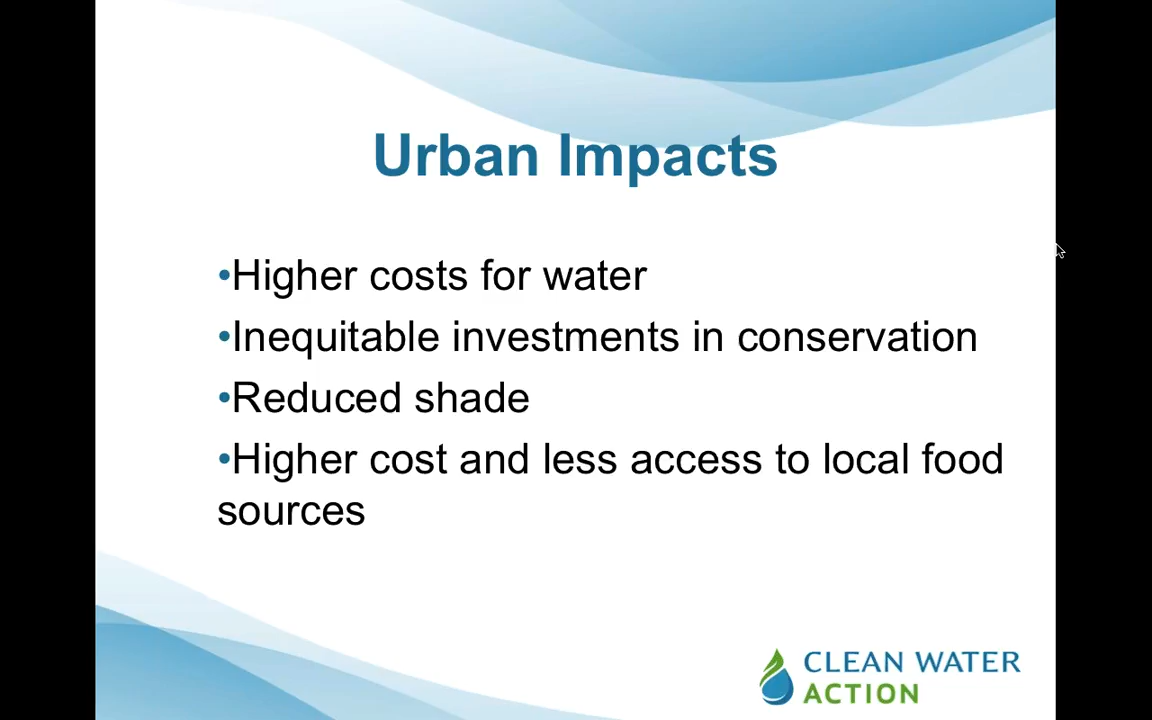 Urban Impacts
•Higher costs for water
•Inequitable investments in conservation
•Reduced shade
•Higher cost and less access to local food
sources
CLEAN WATER
ACTION